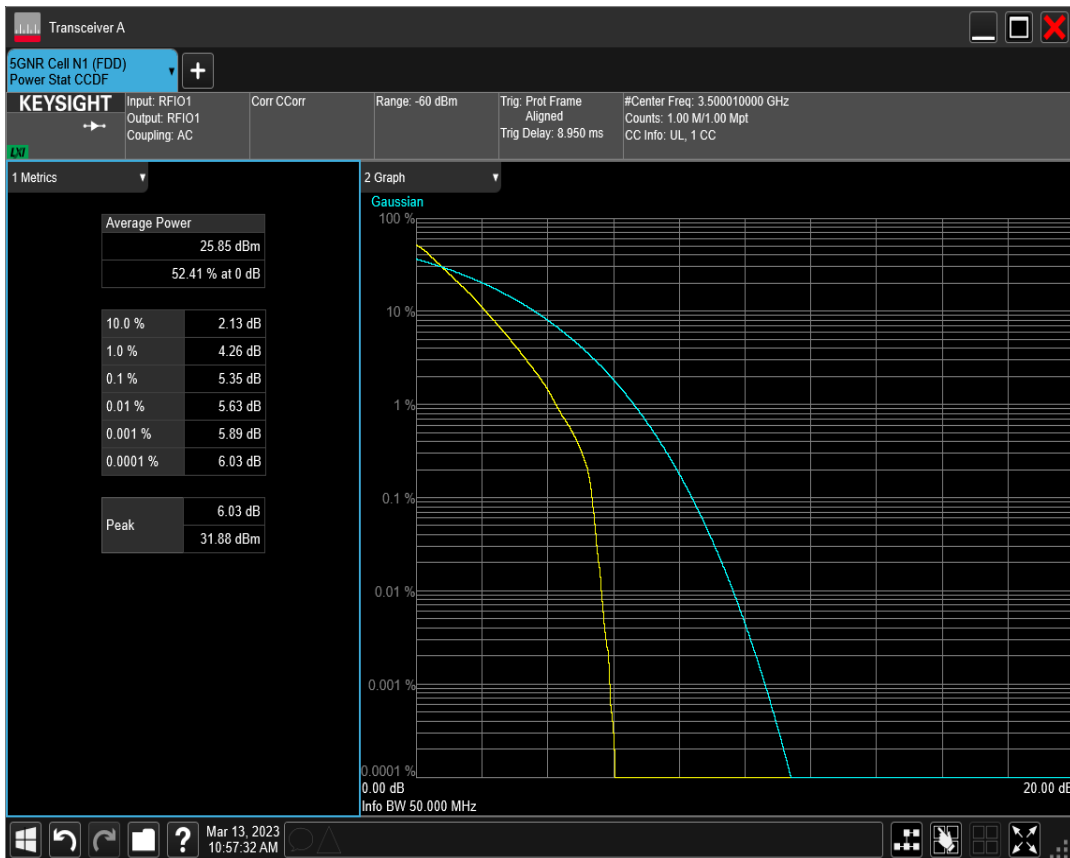 Transceiver A
5GNR Cell N1 (FDD)
Power Stat CCDF
KEYSIGHT
LXI
Input: RFIO1
Output: RFIO1
Coupling: AC
Corr CCorr
Range: -60 dBm
Trig: Prot Frame
Aligned
Trig Delay: 8.950 ms
#Center Freq: 3.500010000 GHz
Counts: 1.00 M/1.00 Mpt
CC Info: UL, 1 CC
1 Metrics
Average Power
25.85 dBm
52.41 % at 0 dB
10.0 % 2.13 dB
1.0 % 4.26 dB
0.1 % 5.35 dB
0.01 % 5.63 dB
0.001 % 5.89 dB
0.0001 % 6.03 dB
Peak
6.03 dB
31.88 dBm
2 Graph
Gaussian
100 %
10 %
1 %
0.1 %
0.01 %
0.001 %
0.0001 %
0.00 dB 20.00 dB
Info BW 50.000 MHz
?
Mar 13, 2023
10:57:32 AM